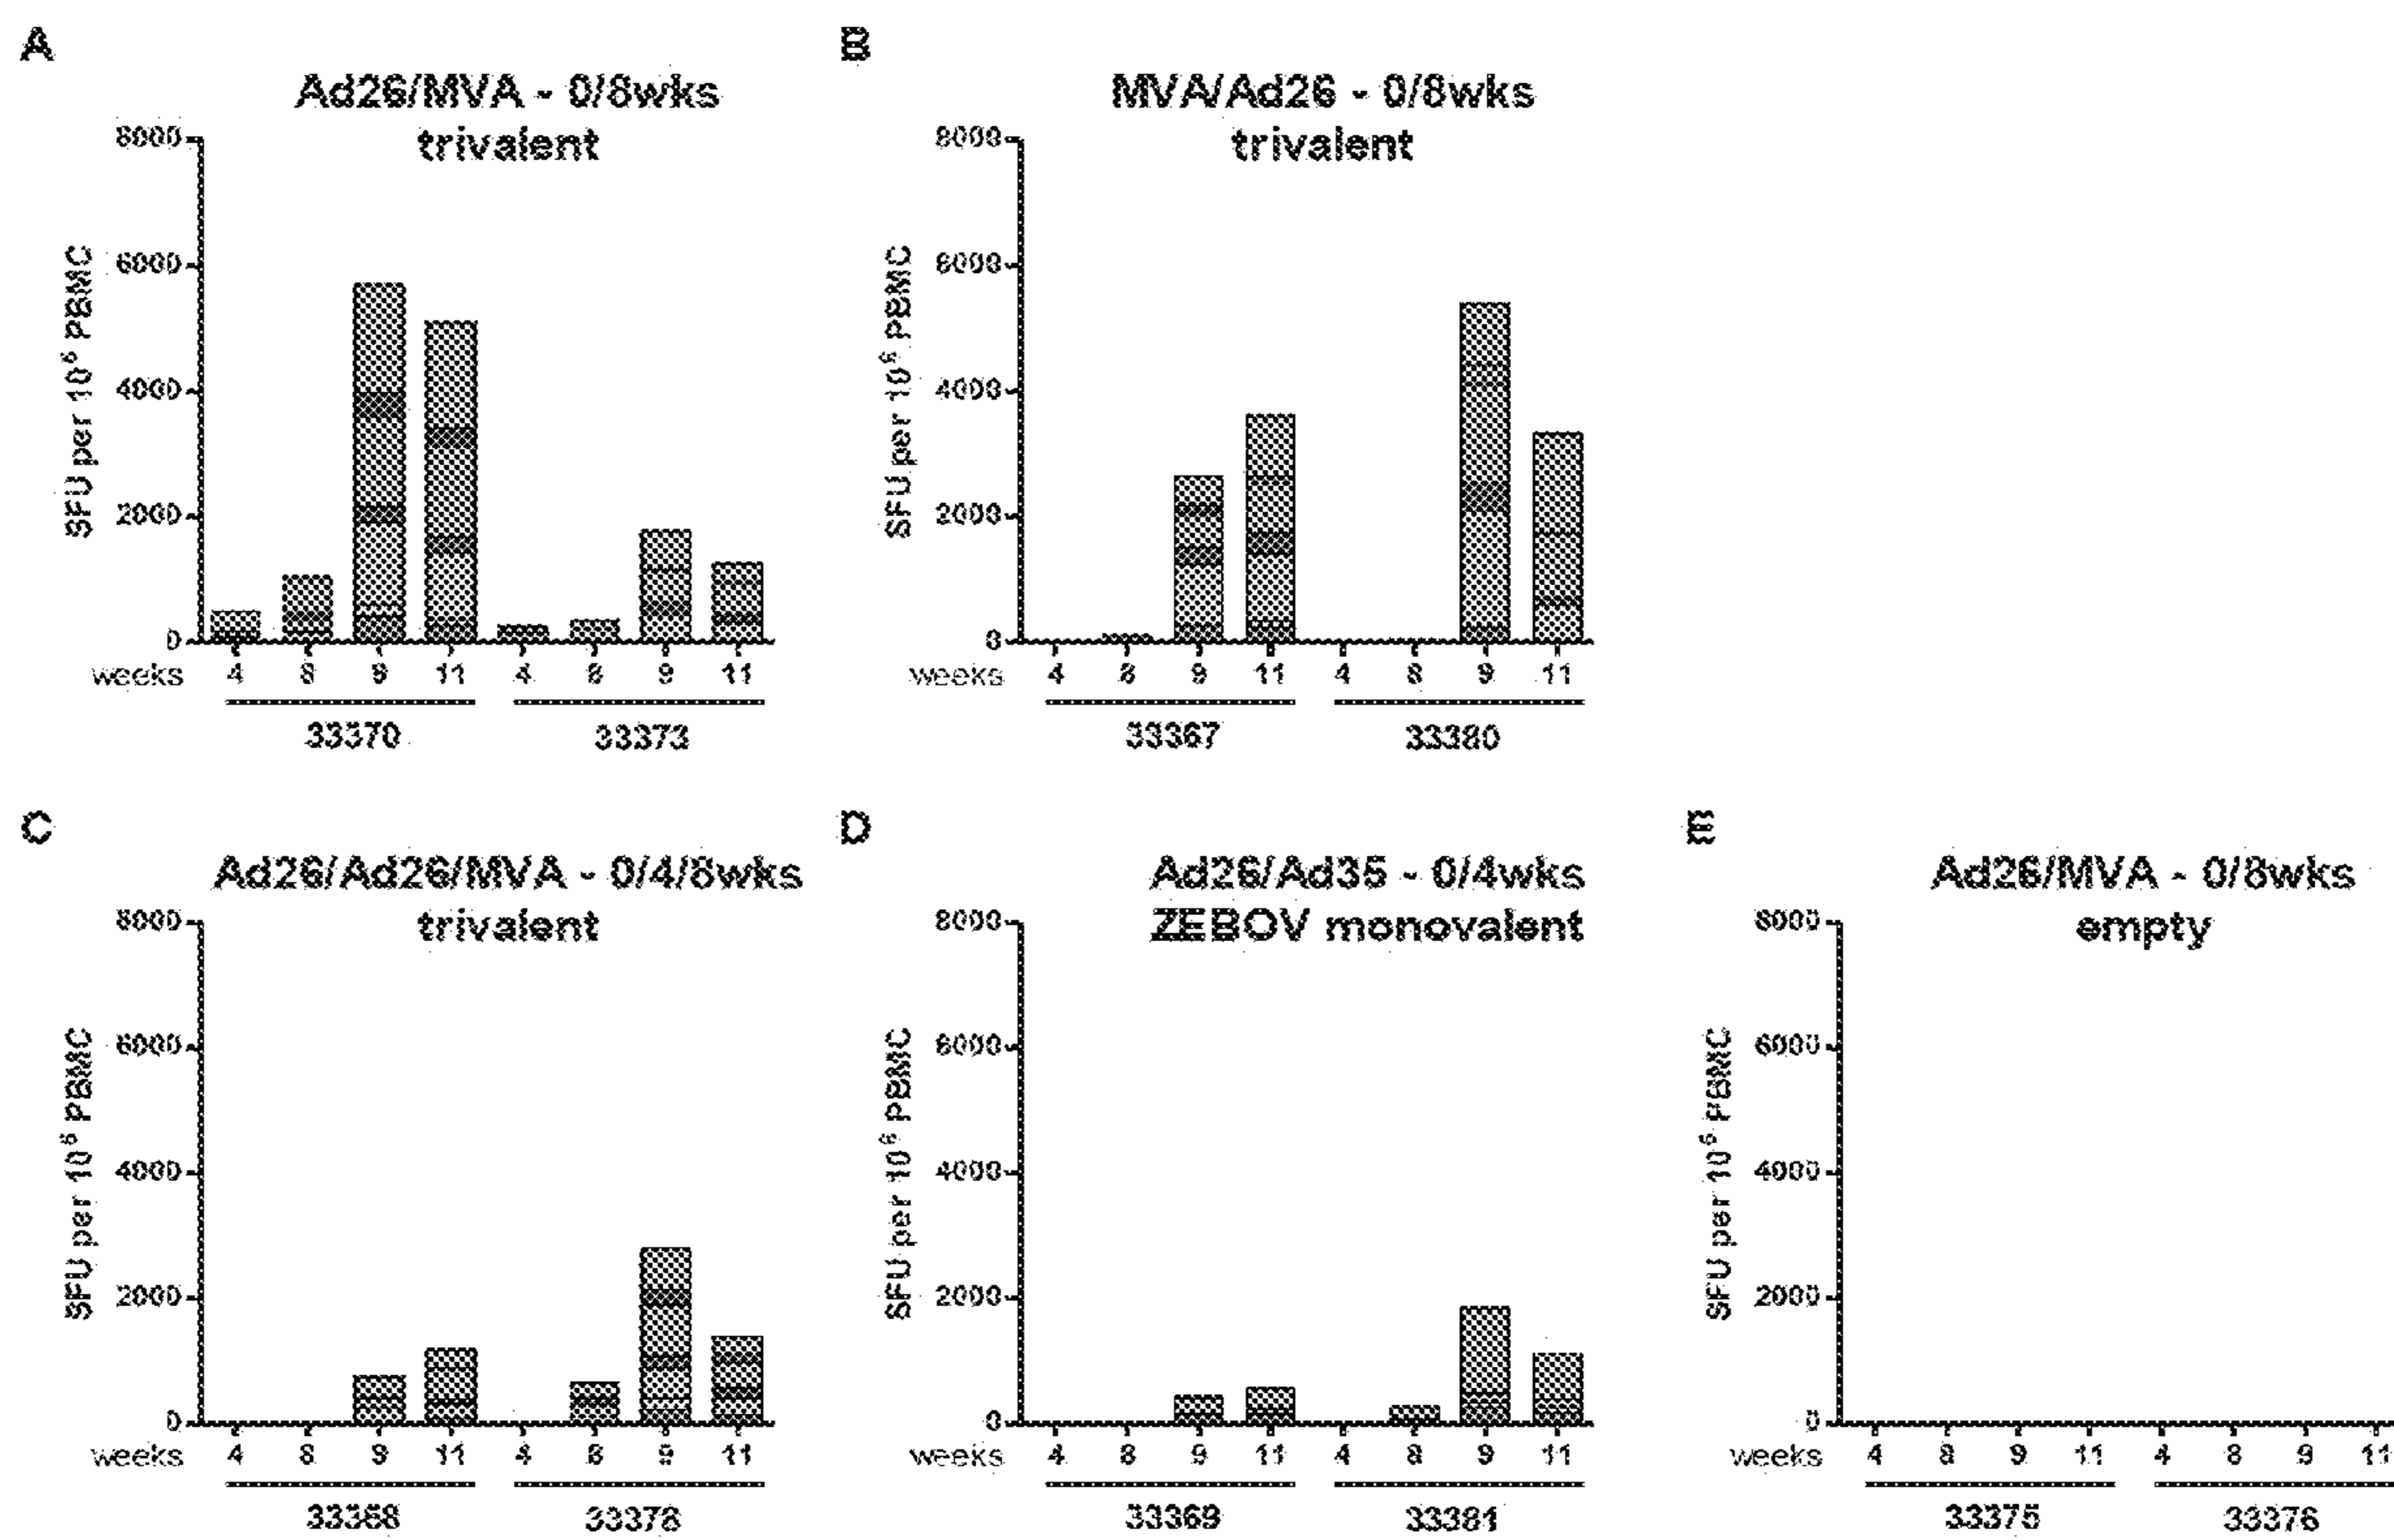 A
Ad26/MVA - 0/8wks
trivalent
8000
6000
4000
2000
0
SFU per 10⁶ PBMC
weeks 4 8 9 11 4 8 9 11
33370 33373
B
MVA/Ad26 - 0/8wks
trivalent
8000
6000
4000
2000
0
SFU per 10⁶ PBMC
weeks 4 8 9 11 4 8 9 11
33367 33380
C
Ad26/Ad26/MVA - 0/4/8wks
trivalent
8000
6000
4000
2000
0
SFU per 10⁶ PBMC
weeks 4 8 9 11 4 8 9 11
33368 33378
D
Ad26/Ad35 - 0/4wks
ZEBOV monovalent
8000
6000
4000
2000
0
SFU per 10⁶ PBMC
weeks 4 8 9 11 4 8 9 11
33369 33381
E
Ad26/MVA - 0/8wks
empty
8000
6000
4000
2000
0
SFU per 10⁶ PBMC
weeks 4 8 9 11 4 8 9 11
33375 33376